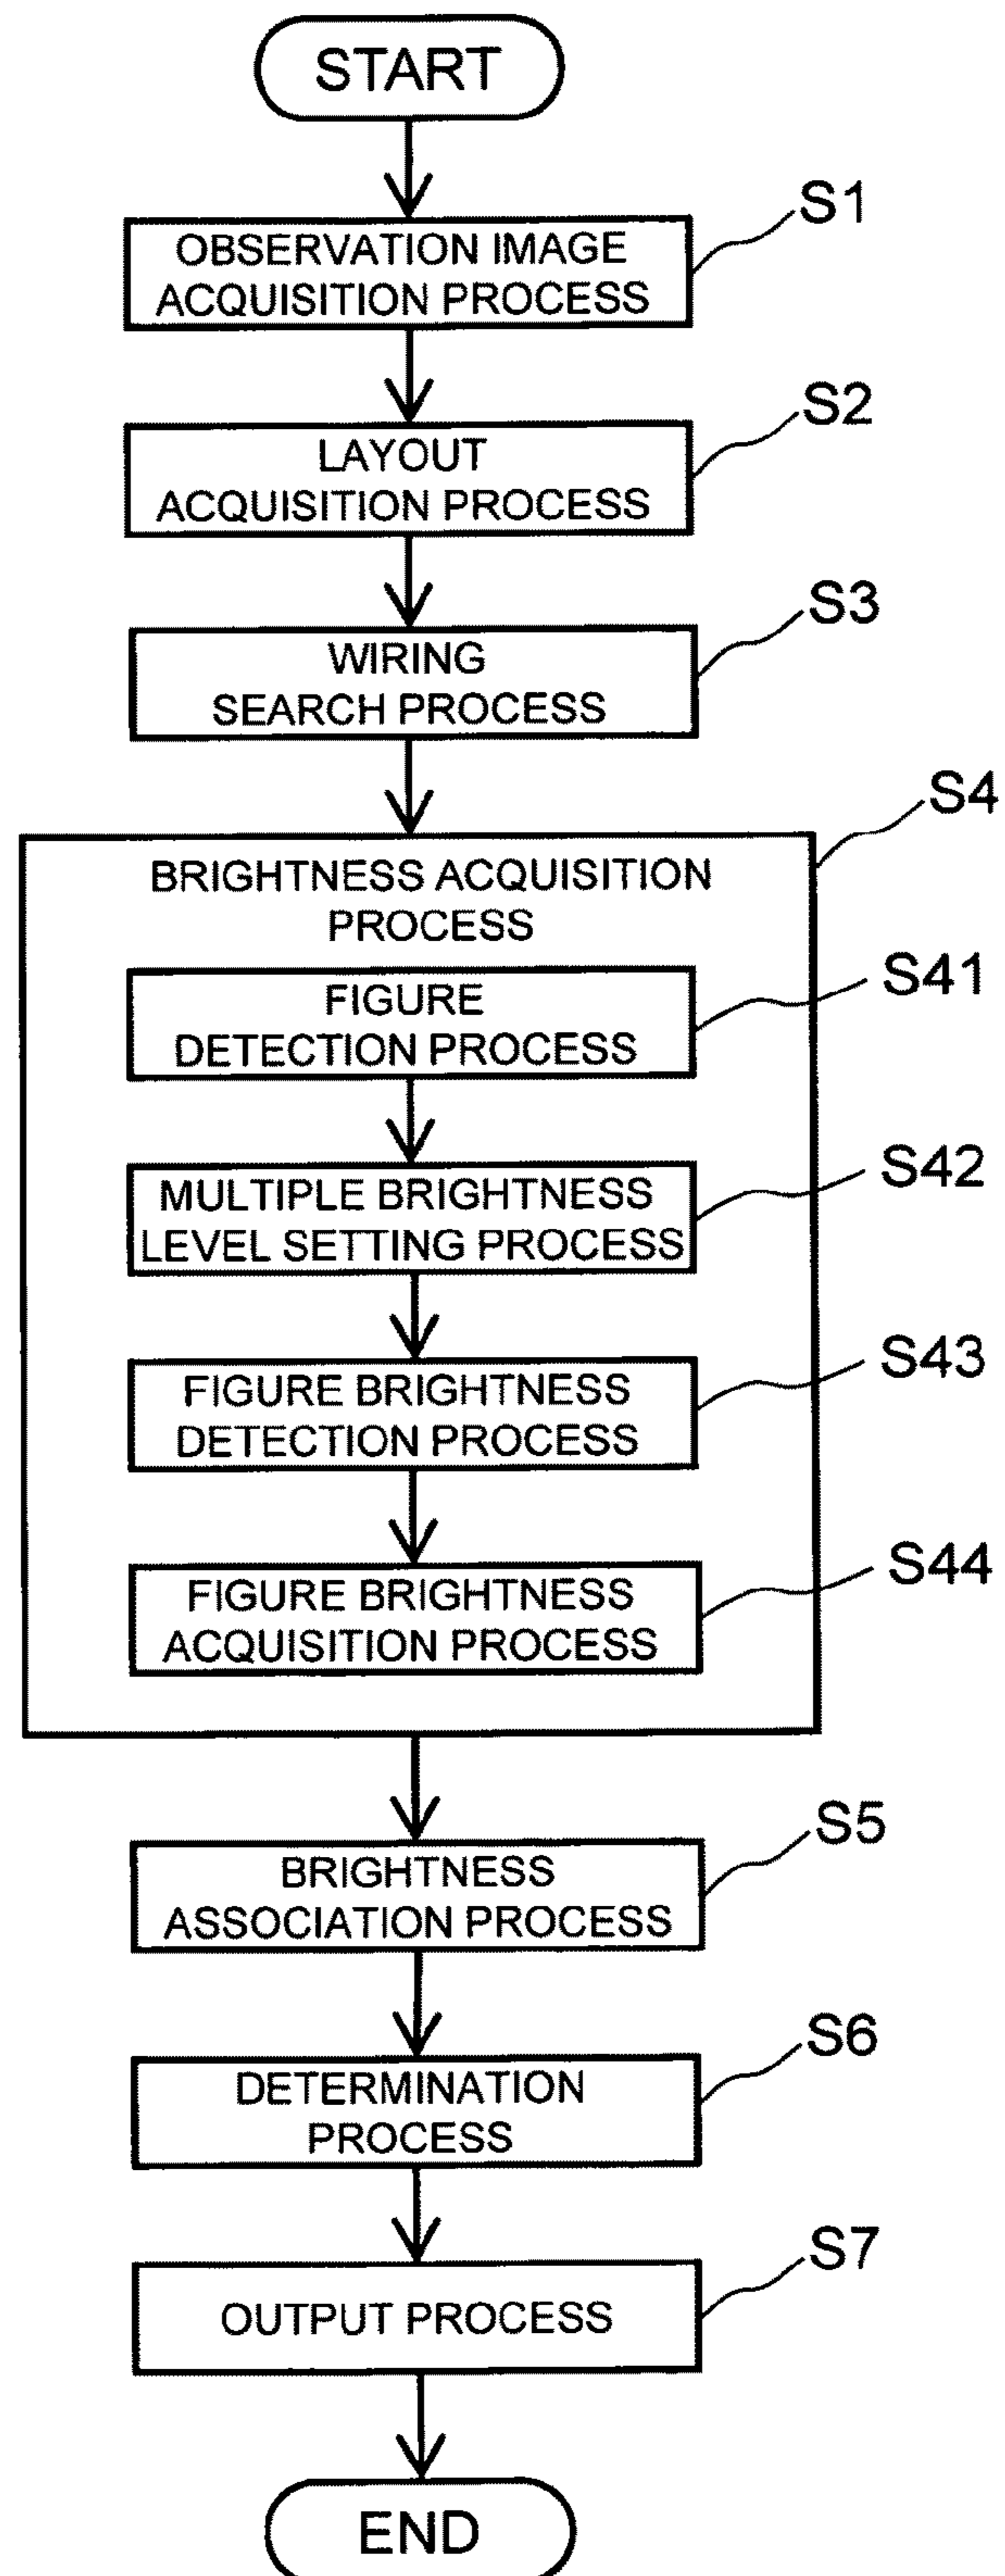 START
S1
OBSERVATION IMAGE
ACQUISITION PROCESS
S2
LAYOUT
ACQUISITION PROCESS
S3
WIRING
SEARCH PROCESS
S4
BRIGHTNESS ACQUISITION
PROCESS
S41
FIGURE
DETECTION PROCESS
S42
MULTIPLE BRIGHTNESS
LEVEL SETTING PROCESS
S43
FIGURE BRIGHTNESS
DETECTION PROCESS
S44
FIGURE BRIGHTNESS
ACQUISITION PROCESS
S5
BRIGHTNESS
ASSOCIATION PROCESS
S6
DETERMINATION
PROCESS
S7
OUTPUT PROCESS
END